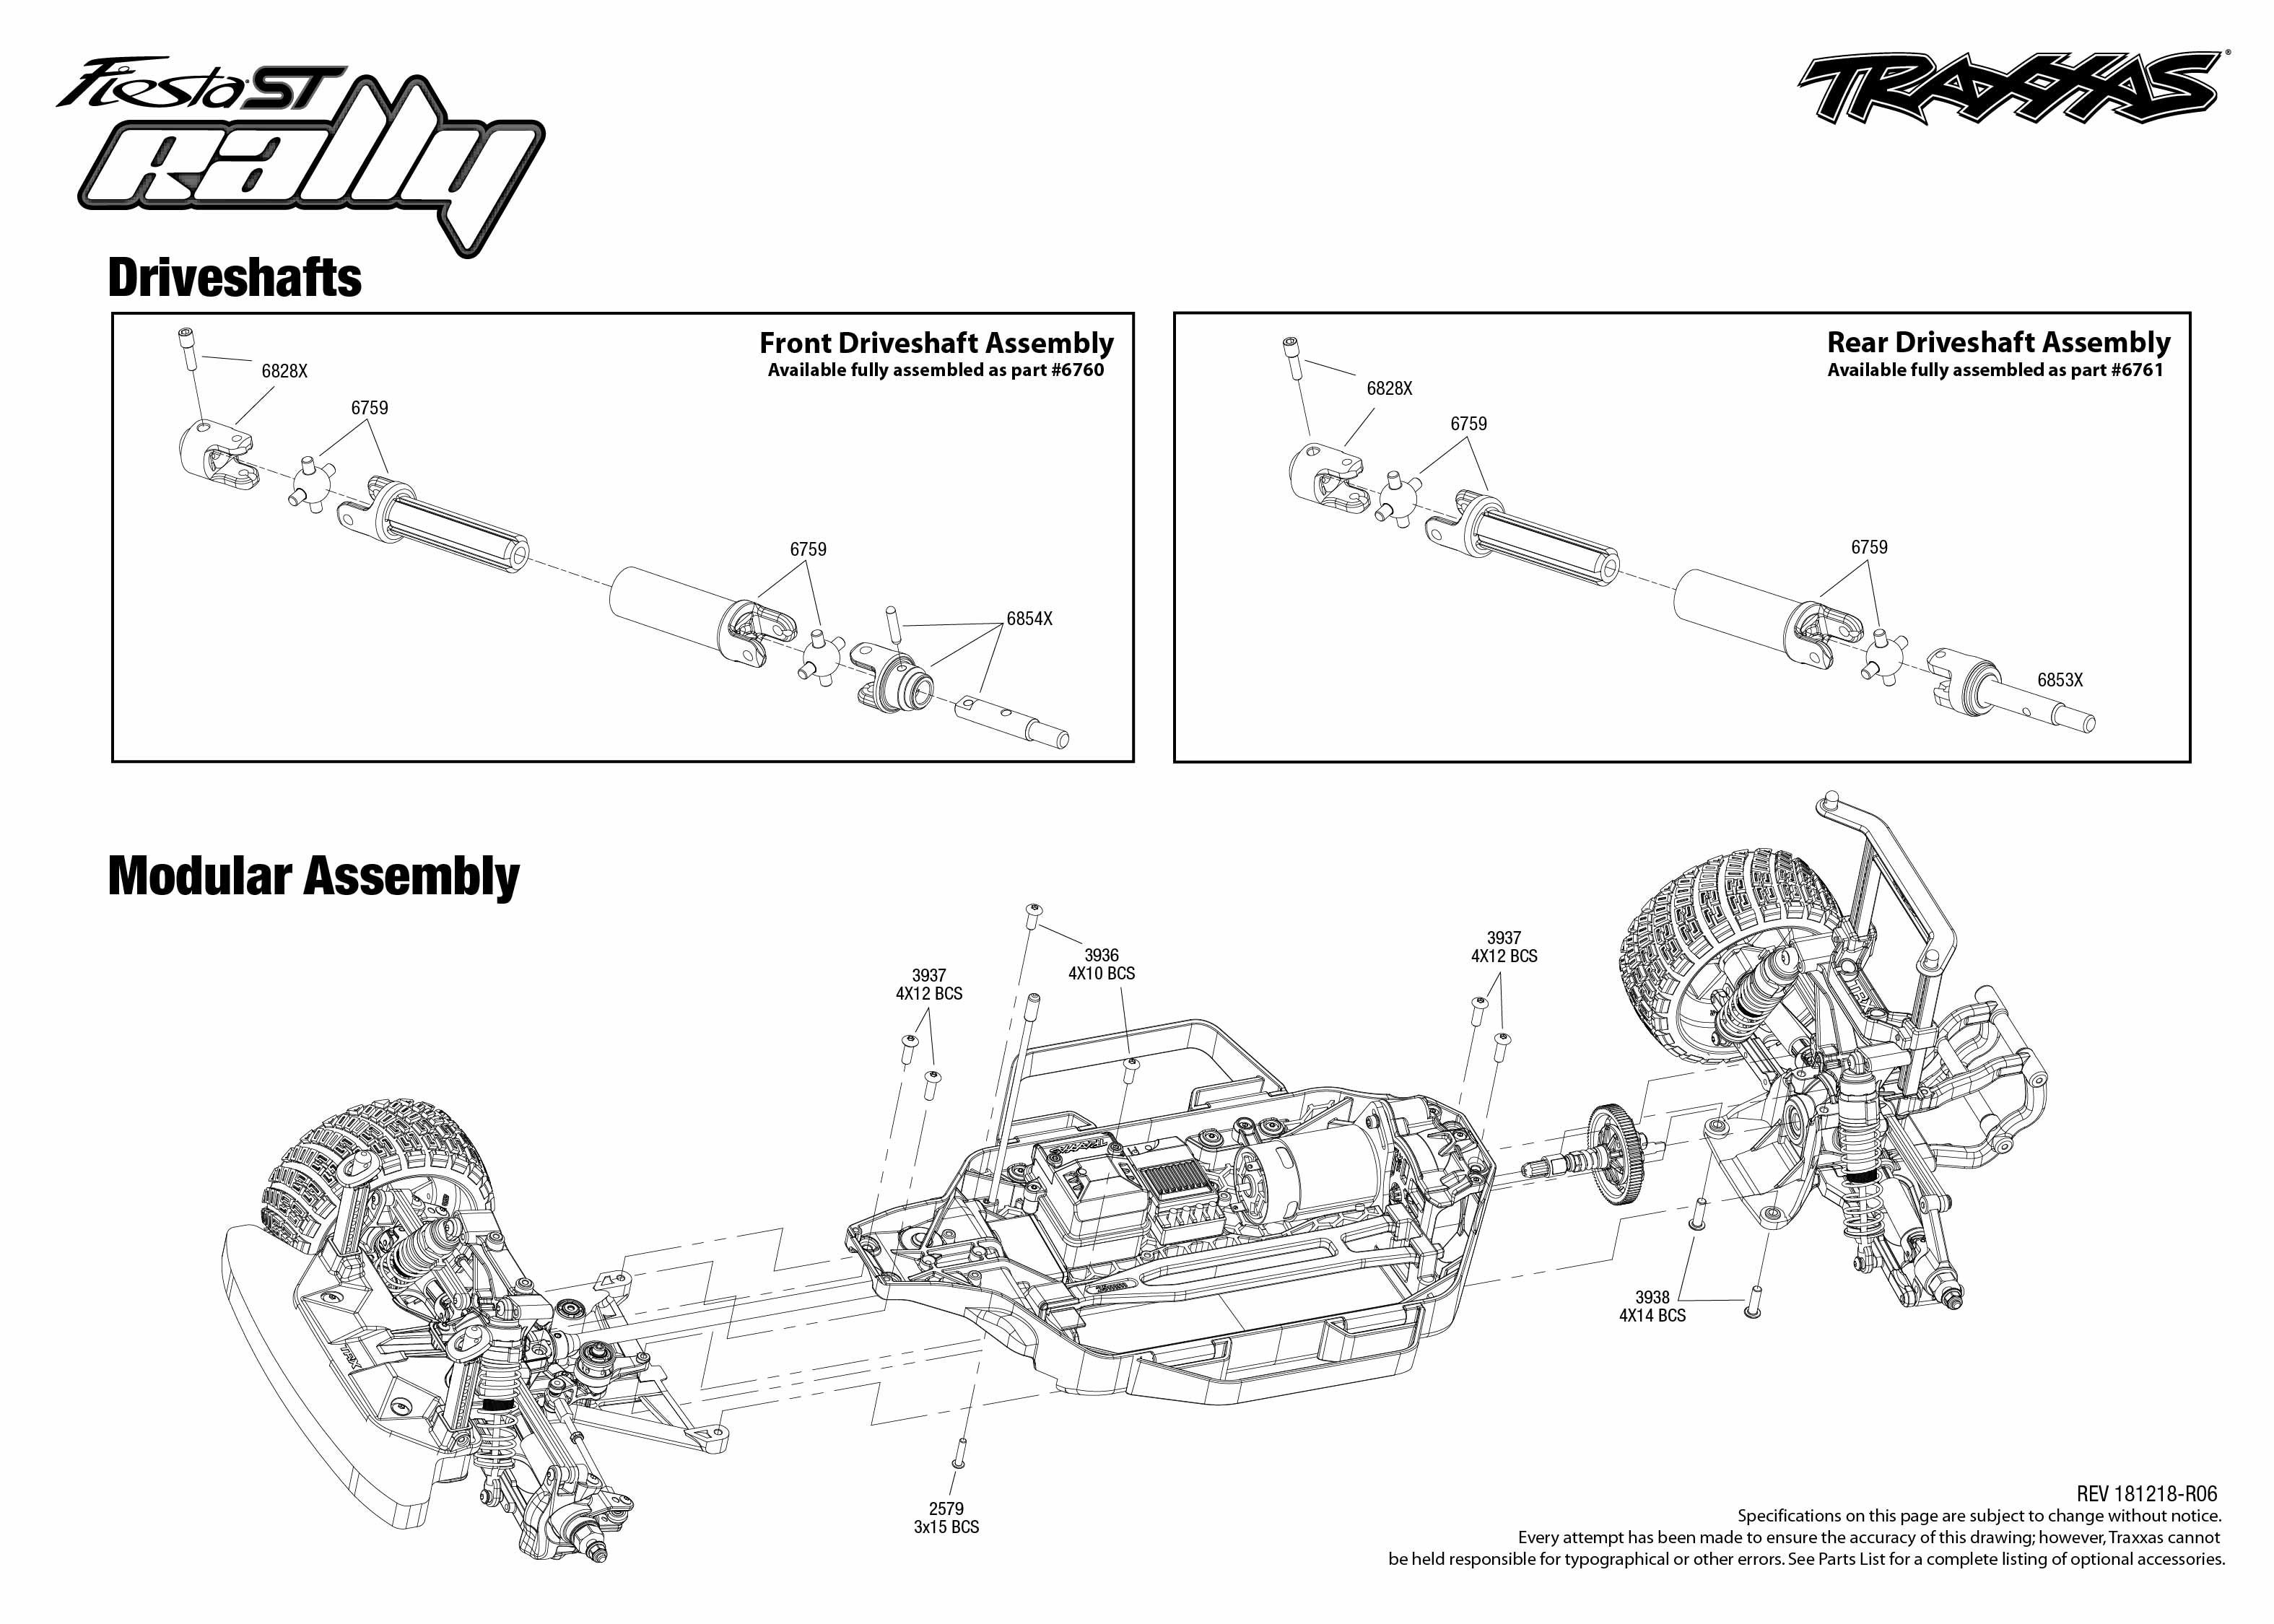 Fiesta ST
Rally
TRAXXAS®
Driveshafts
Front Driveshaft Assembly
Available fully assembled as part #6760
6828X
6759
6759
6854X
Rear Driveshaft Assembly
Available fully assembled as part #6761
6828X
6759
6759
6853X
Modular Assembly
3937
4X12 BCS
3936
4X10 BCS
3937
4X12 BCS
3938
4X14 BCS
2579
3x15 BCS
TRX
TRX
TRAXXAS
REV 181218-R06
Specifications on this page are subject to change without notice.
Every attempt has been made to ensure the accuracy of this drawing; however, Traxxas cannot
be held responsible for typographical or other errors. See Parts List for a complete listing of optional accessories.